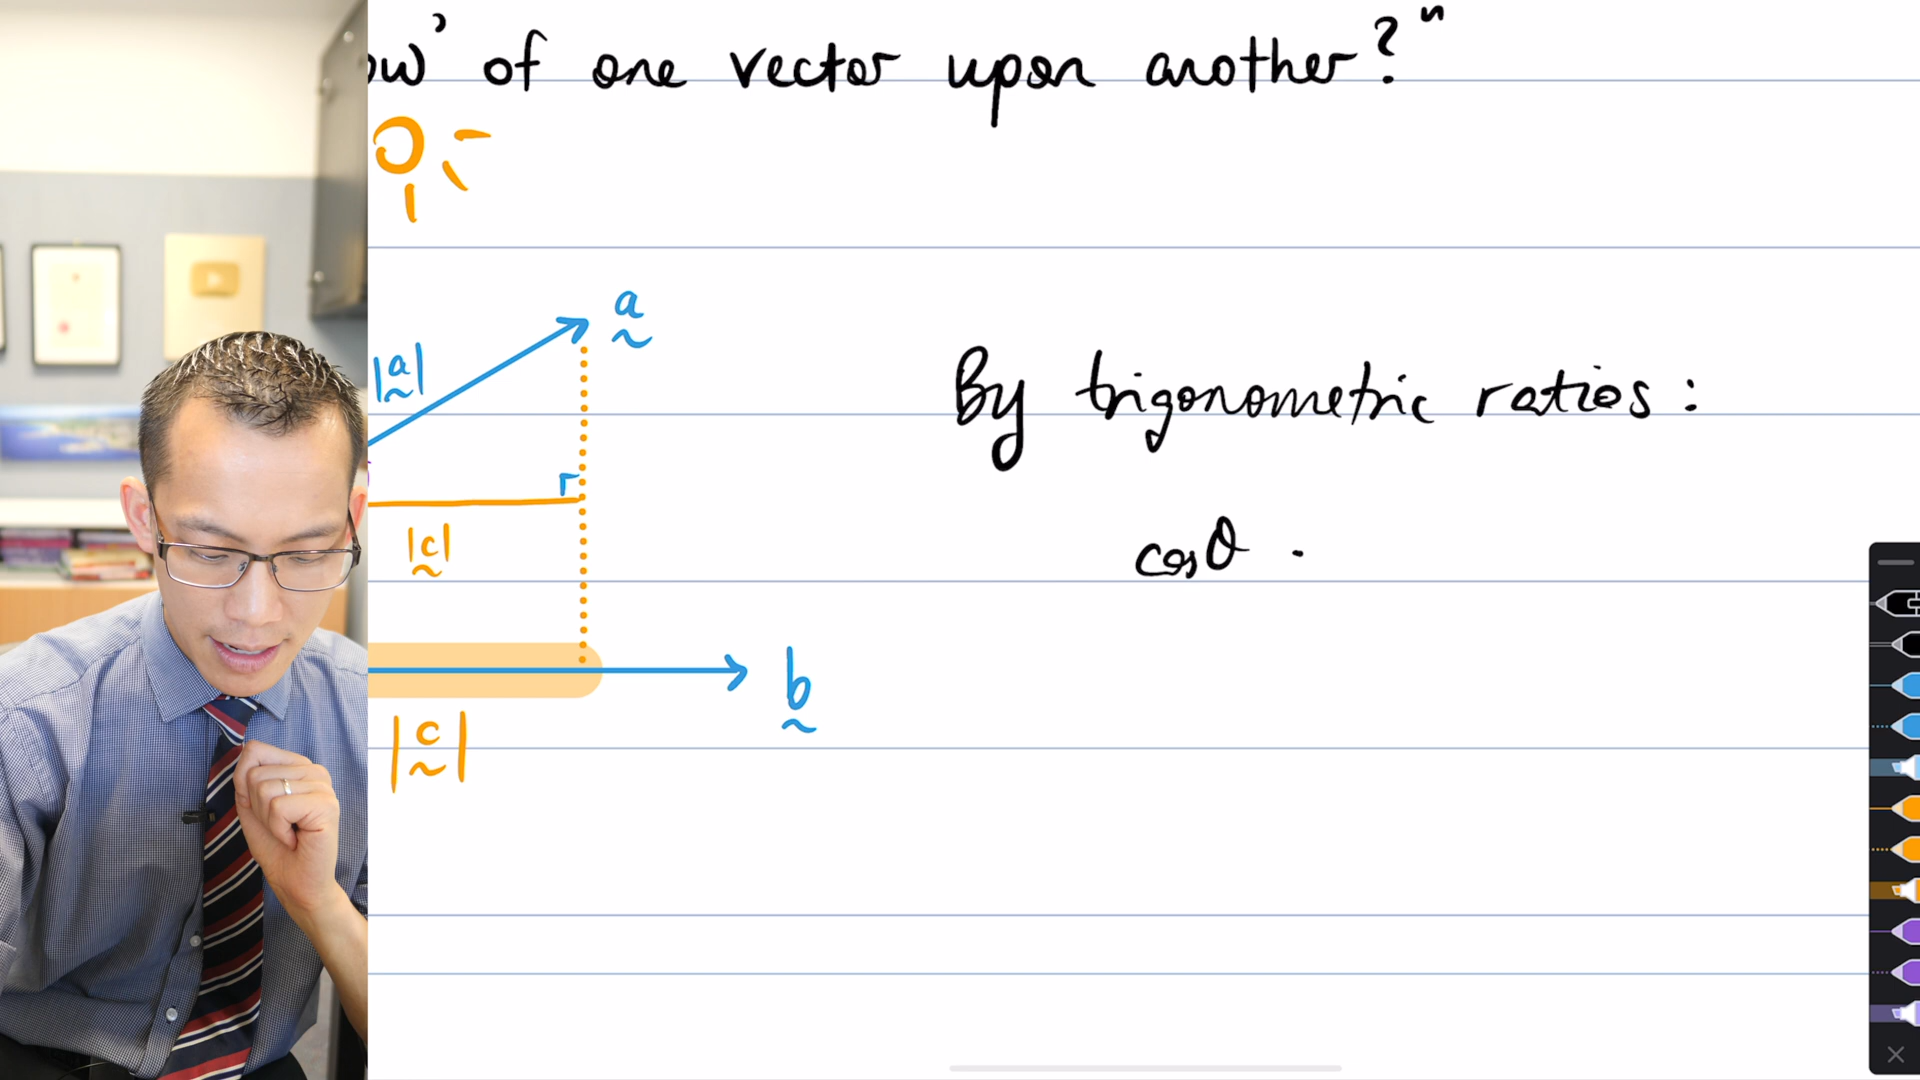 ow' of one vector upon another?"
a
|a|
By trigonometric ratios :
|c|
cos θ
b
|c|